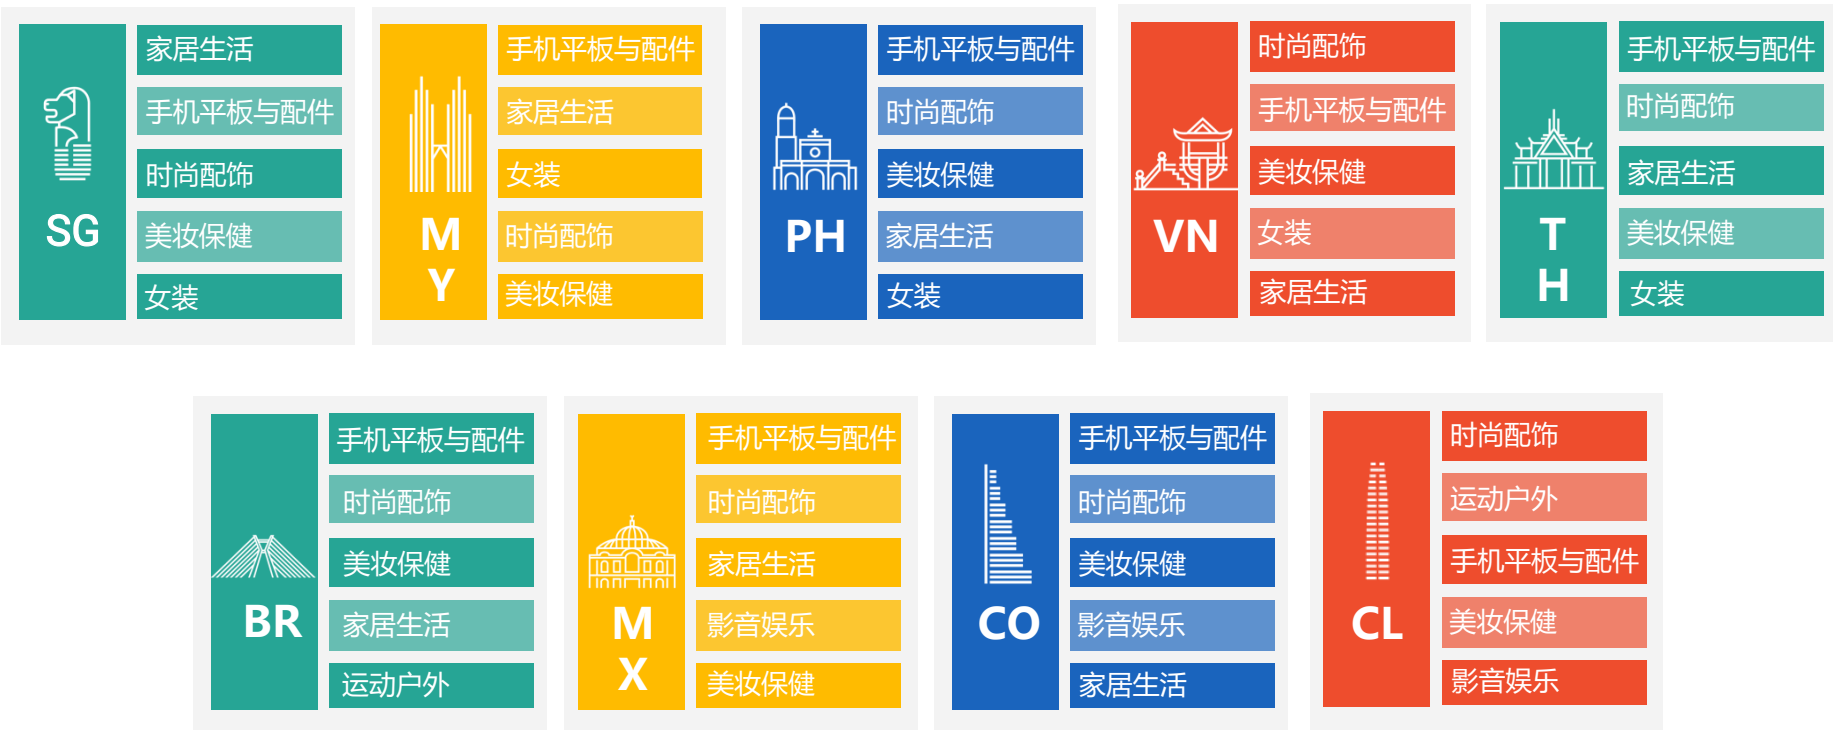 SG
家居生活
手机平板与配件
时尚配饰
美妆保健
女装
M
Y
手机平板与配件
家居生活
女装
时尚配饰
美妆保健
PH
手机平板与配件
时尚配饰
美妆保健
家居生活
女装
VN
时尚配饰
手机平板与配件
美妆保健
女装
家居生活
T
H
手机平板与配件
时尚配饰
家居生活
美妆保健
女装
BR
手机平板与配件
时尚配饰
美妆保健
家居生活
运动户外
M
X
手机平板与配件
时尚配饰
家居生活
影音娱乐
美妆保健
CO
手机平板与配件
时尚配饰
美妆保健
影音娱乐
家居生活
CL
时尚配饰
运动户外
手机平板与配件
美妆保健
影音娱乐